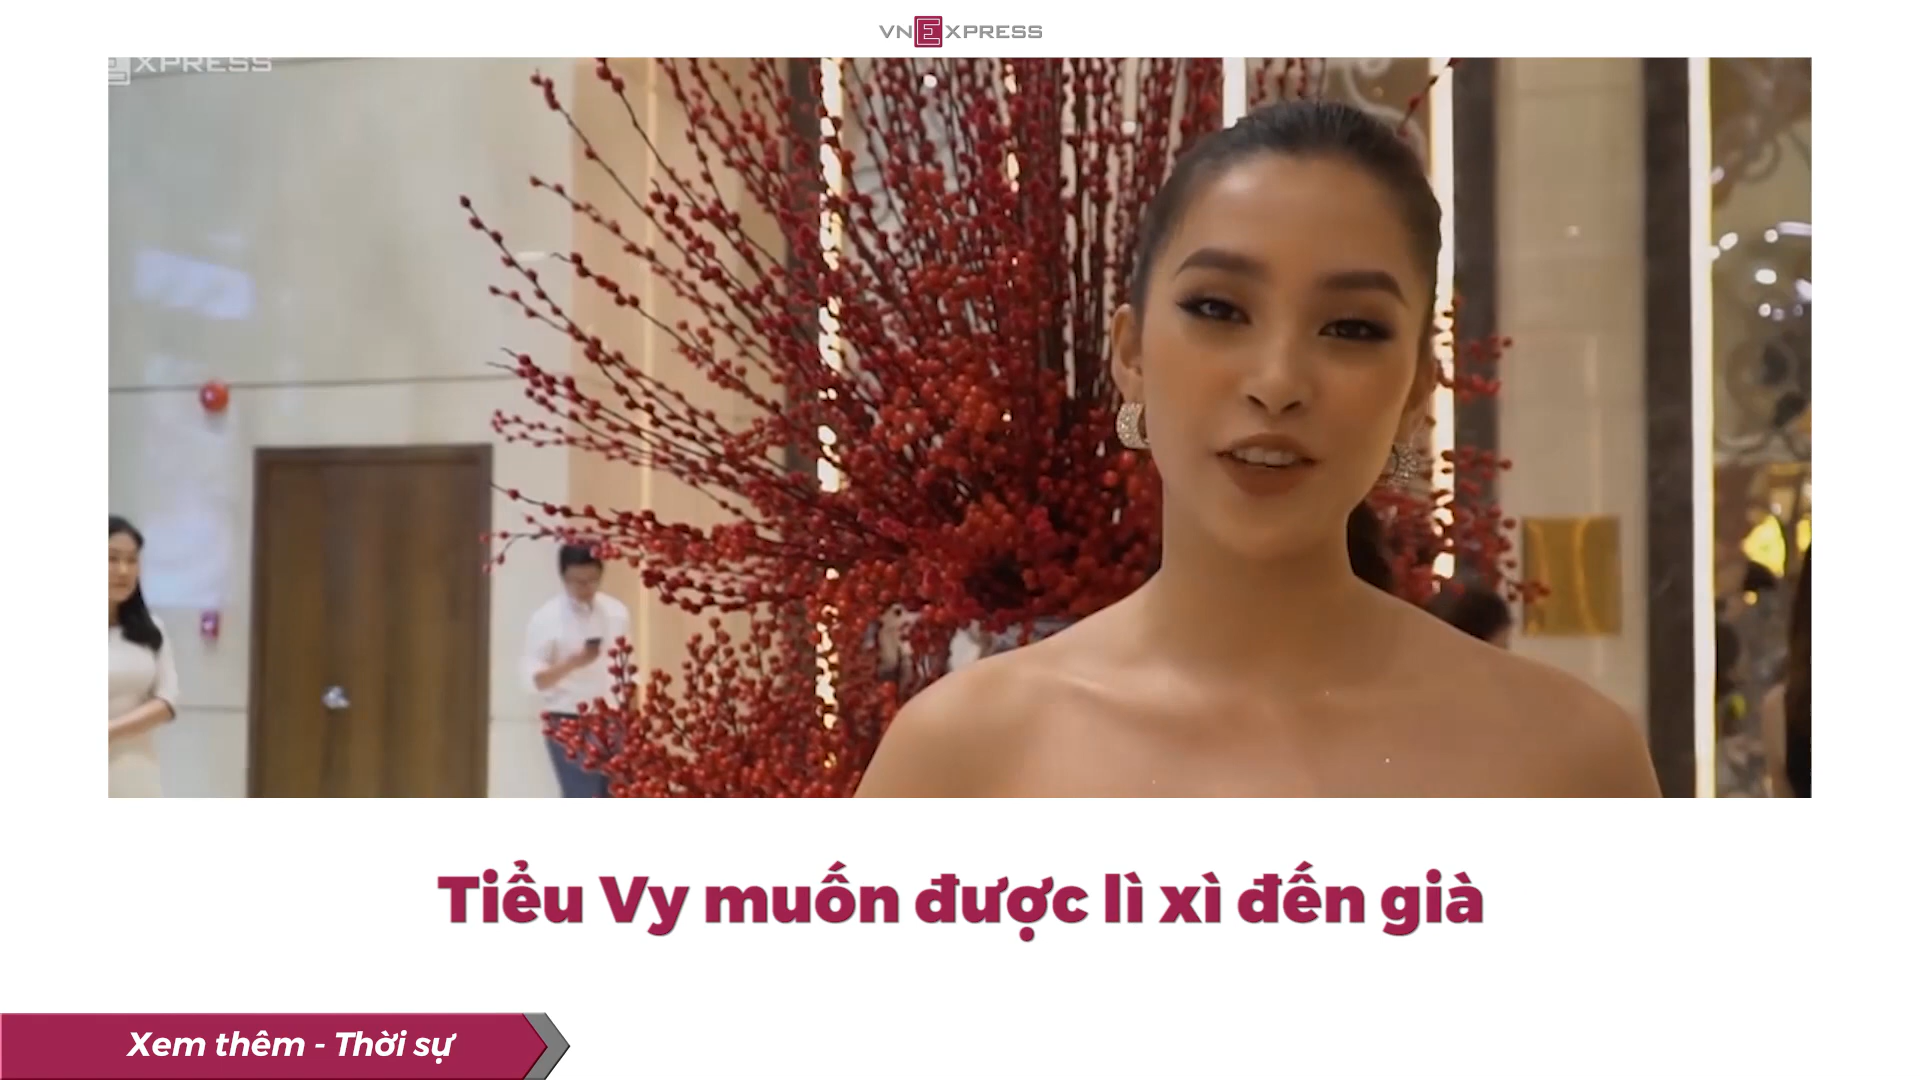 VNEXPRESS
EXPRESS
Tiểu Vy muốn được lì xì đến già
Xem thêm - Thời sự